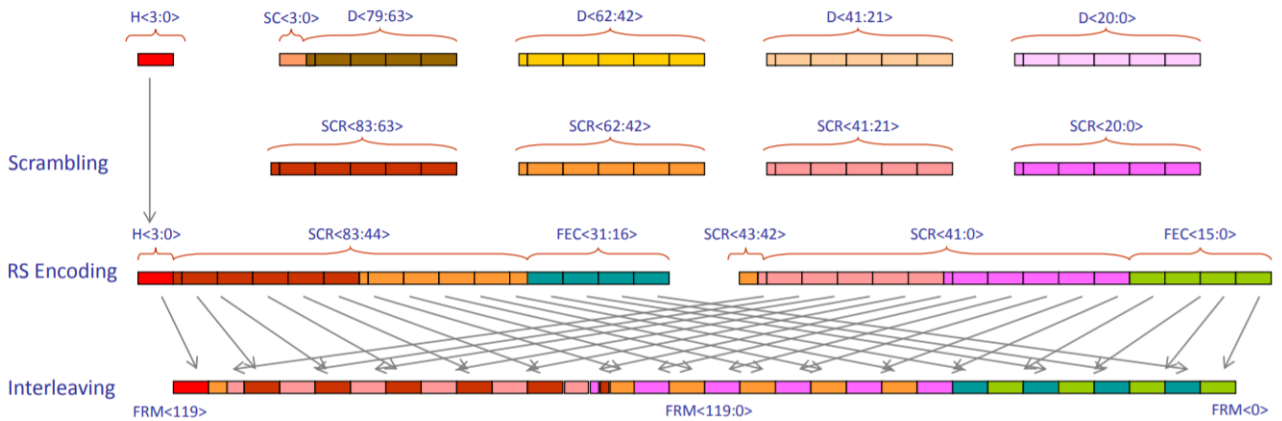 H<3:0> SC<3:0> D<79:63> D<62:42> D<41:21> D<20:0>
SCR<83:63> SCR<62:42> SCR<41:21> SCR<20:0>
Scrambling
H<3:0> SCR<83:44> FEC<31:16> SCR<43:42> SCR<41:0> FEC<15:0>
RS Encoding
Interleaving
FRM<119> FRM<119:0> FRM<0>